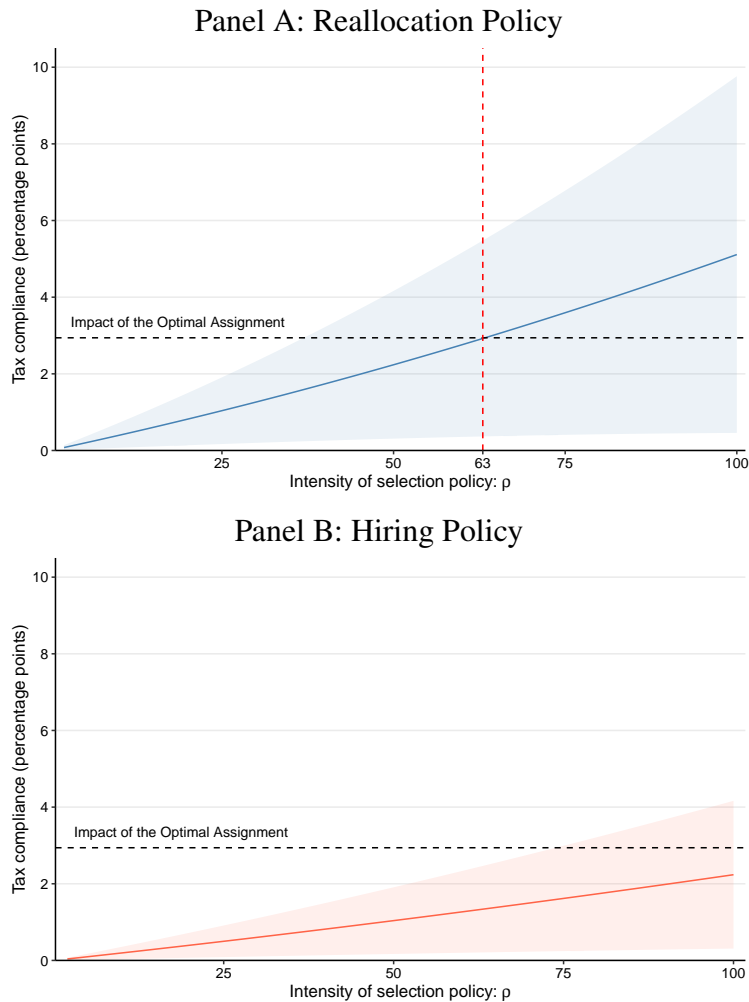 Panel A: Reallocation Policy
10
8
6
4
2
0
Tax compliance (percentage points)
Impact of the Optimal Assignment
25
50
63
75
100
Intensity of selection policy: ρ
Panel B: Hiring Policy
10
8
6
4
2
0
Tax compliance (percentage points)
Impact of the Optimal Assignment
25
50
75
100
Intensity of selection policy: ρ